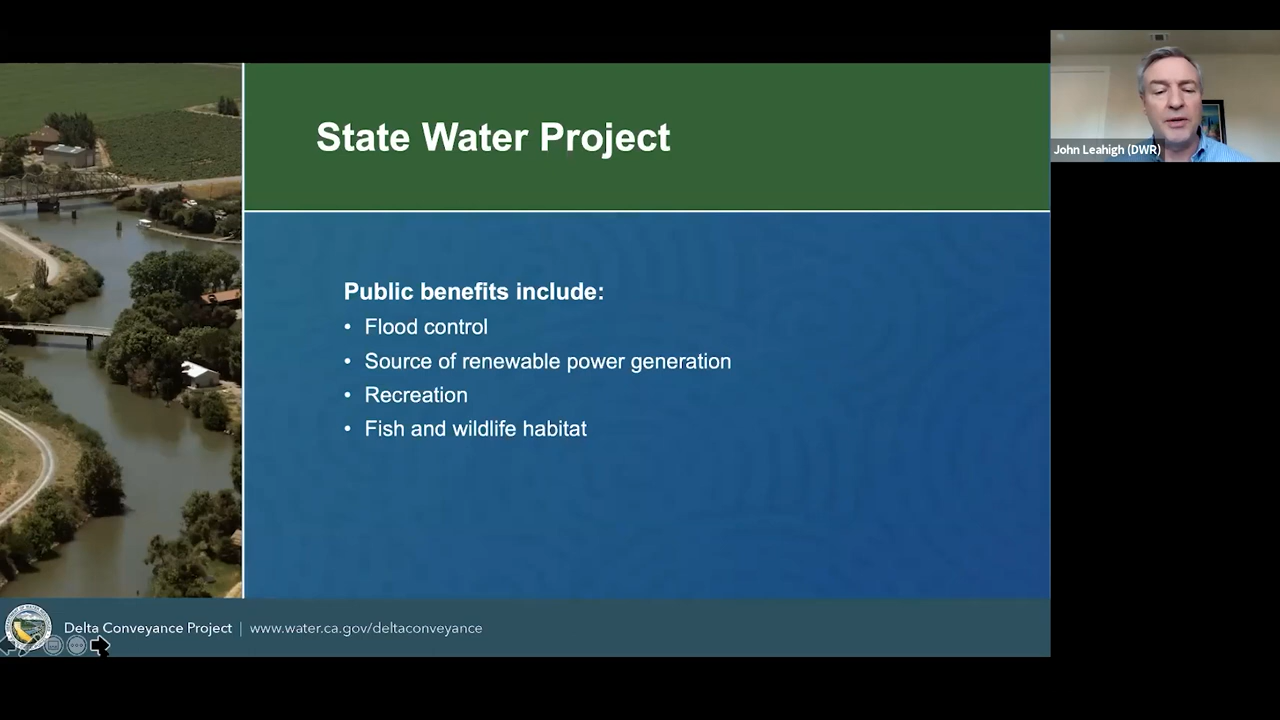 State Water Project
John Leahigh (DWR)
Public benefits include:
• Flood control
• Source of renewable power generation
• Recreation
• Fish and wildlife habitat
Delta Conveyance Project | www.water.ca.gov/deltaconveyance